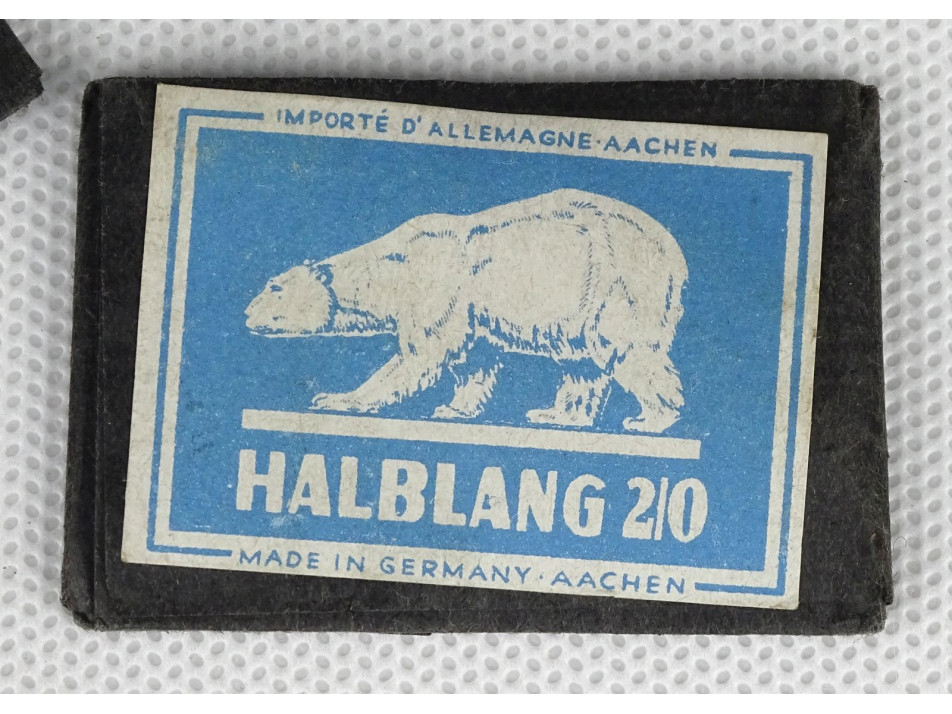 IMPORTÉ D'ALLEMAGNE·AACHEN
HALBLANG 2/0
MADE IN GERMANY·AACHEN